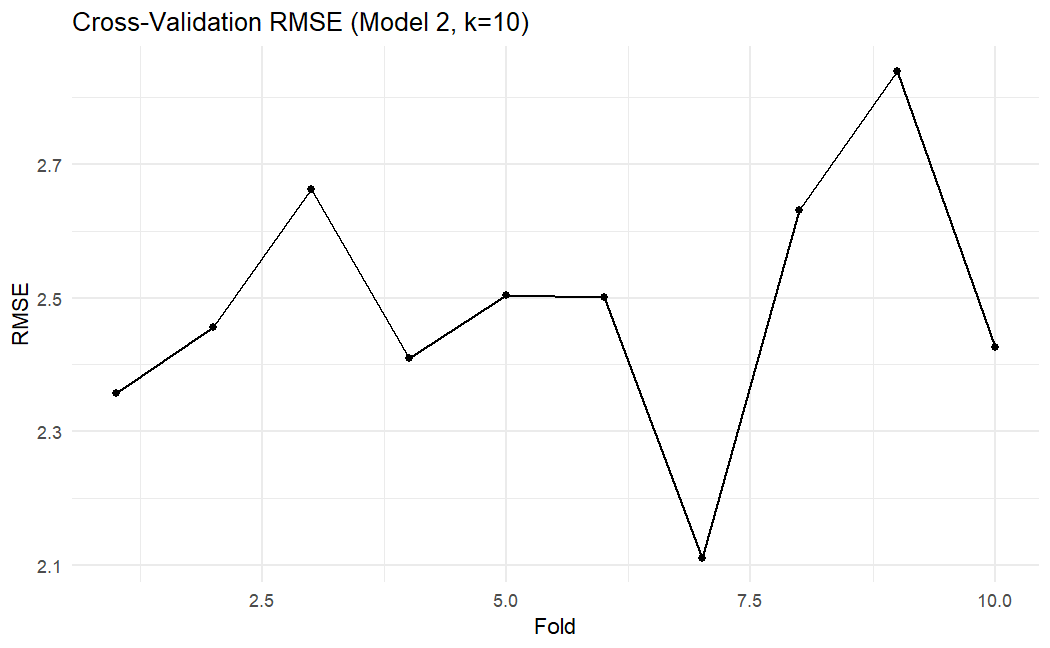 Cross-Validation RMSE (Model 2, k=10)
RMSE
2.7
2.5
2.3
2.1
2.5
5.0
7.5
10.0
Fold